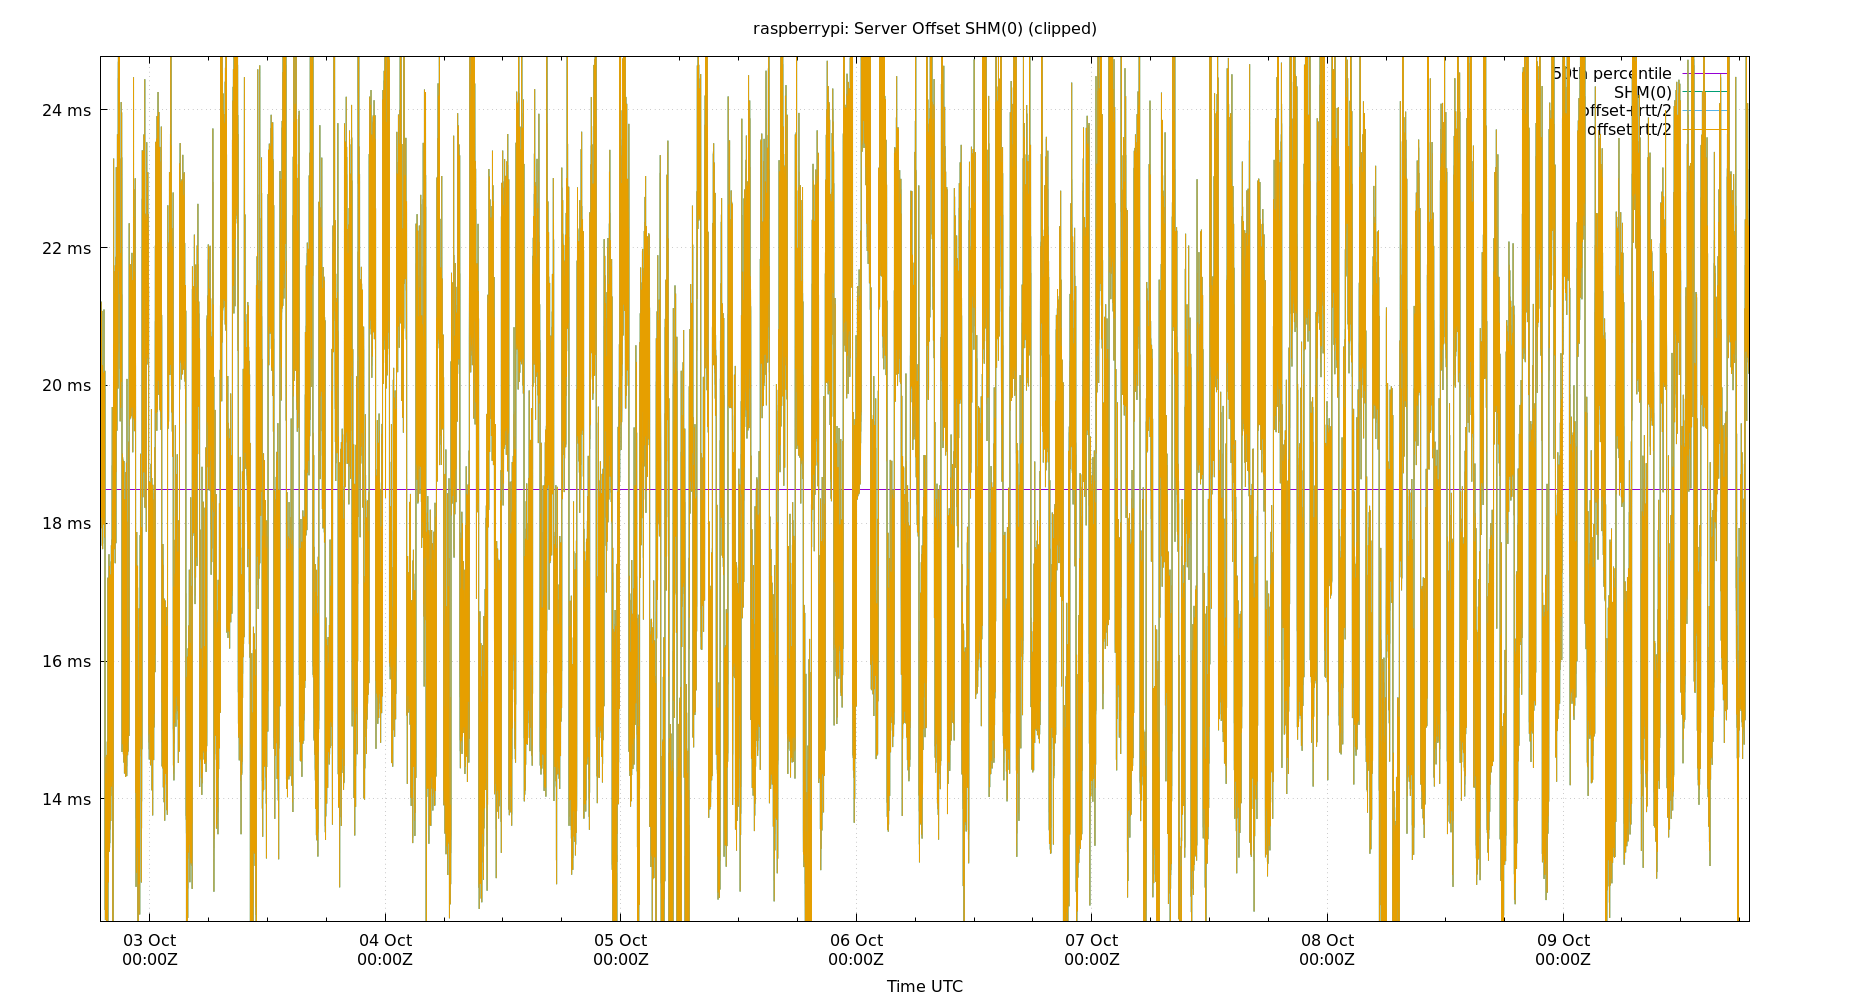 raspberrypi: Server Offset SHM(0) (clipped)
50th percentile
SHM(0)
offset+rtt/2
offset-rtt/2
24 ms
22 ms
20 ms
18 ms
16 ms
14 ms
03 Oct 04 Oct 05 Oct 06 Oct 07 Oct 08 Oct 09 Oct
00:00Z 00:00Z 00:00Z 00:00Z 00:00Z 00:00Z 00:00Z
Time UTC